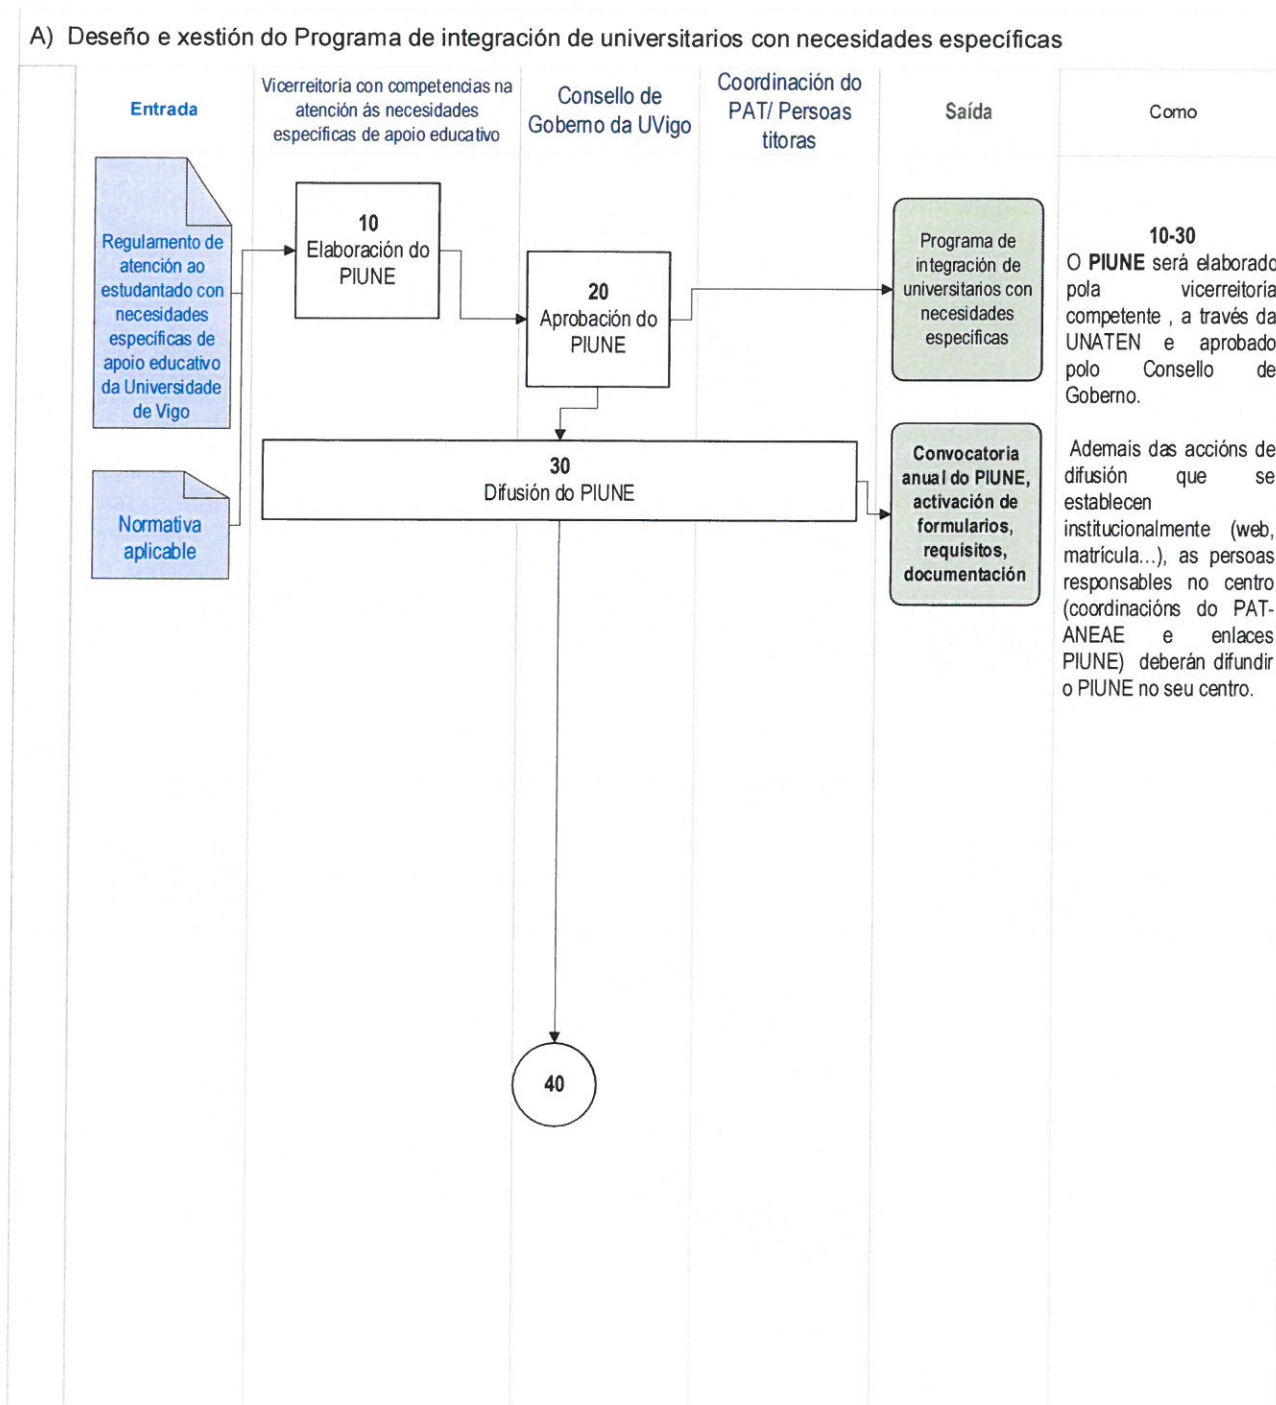 A) Deseño e xestión do Programa de integración de universitarios con necesidades específicas
Entrada
Vicerreitoría con competencias na
atención ás necesidades
específicas de apoio educativo
Consello de
Goberno da UVigo
Coordinación do
PAT/ Persoas
titoras
Saída
Como
Regulamento de
atención ao
estudantado con
necesidades
específicas de
apoio educativo
da Universidade
de Vigo
Normativa
aplicable
10
Elaboración do
PIUNE
20
Aprobación do
PIUNE
30
Difusión do PIUNE
40
Programa de
integración de
universitarios con
necesidades
específicas
Convocatoria
anual do PIUNE,
activación de
formularios,
requisitos,
documentación
10-30
O PIUNE será elaborado
pola vicerreitoría
competente , a través da
UNATEN e aprobado
polo Consello de
Goberno.
Ademais das accións de
difusión que se
establecen
institucionalmente (web,
matrícula...), as persoas
responsables no centro
(coordinacións do PAT-
ANEAE e enlaces
PIUNE) deberán difundir
o PIUNE no seu centro.